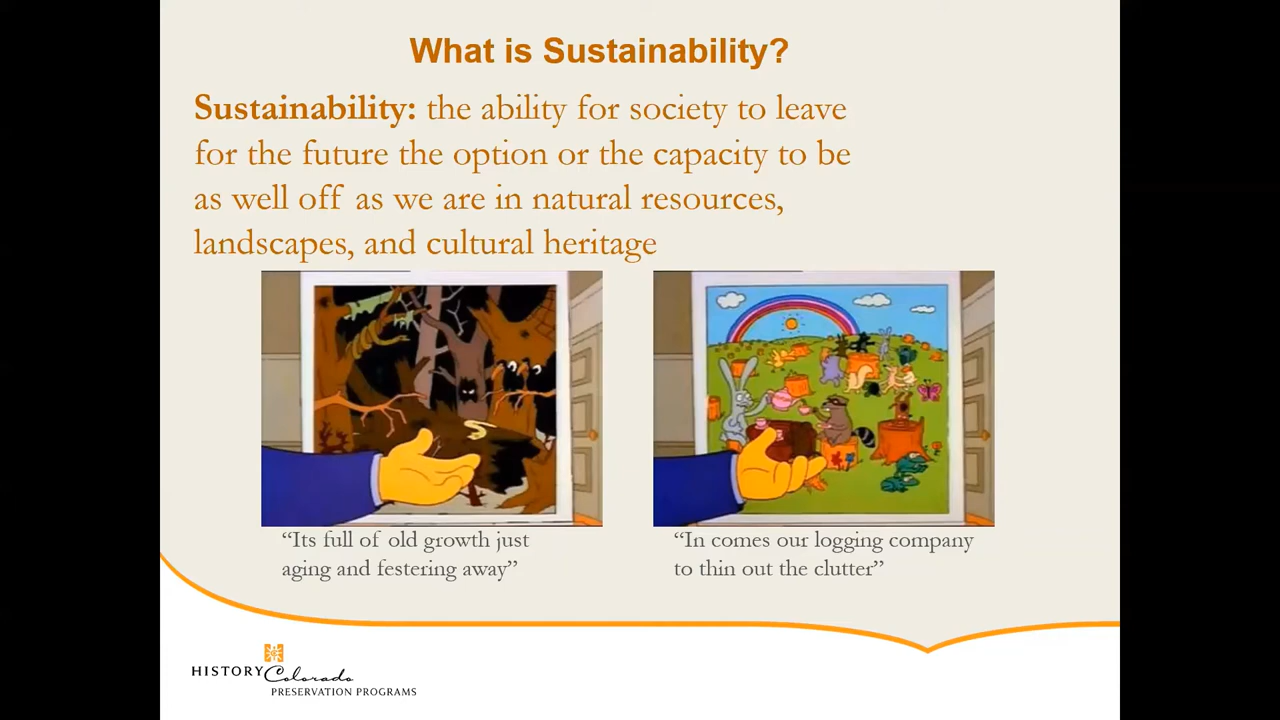 What is Sustainability?
Sustainability: the ability for society to leave
for the future the option or the capacity to be
as well off as we are in natural resources,
landscapes, and cultural heritage
“Its full of old growth just
aging and festering away”
“In comes our logging company
to thin out the clutter”
HISTORY Colorado
PRESERVATION PROGRAMS